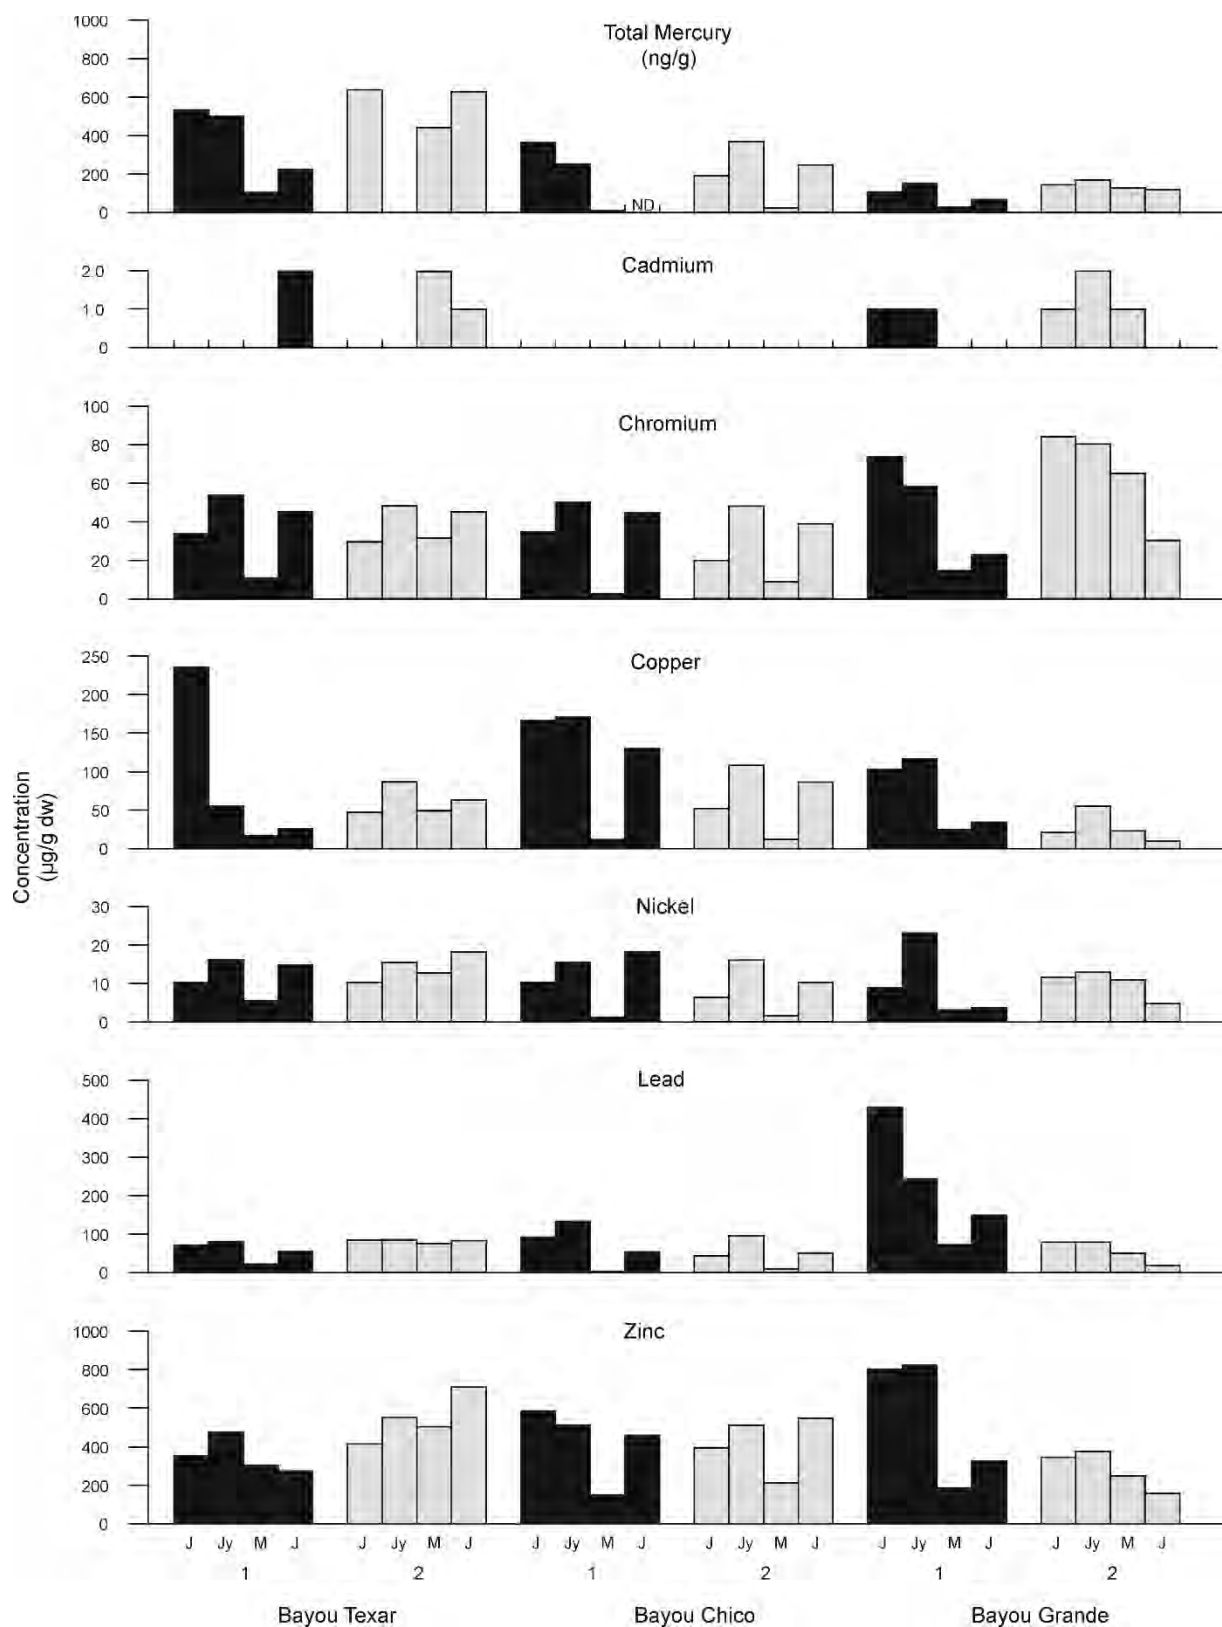 Total Mercury
(ng/g)
1000
800
600
400
200
0
ND
Cadmium
2.0
1.0
0
Chromium
100
80
60
40
20
0
Copper
250
200
150
100
50
0
Concentration
(µg/g dw)
Nickel
30
20
10
0
Lead
500
400
300
200
100
0
Zinc
1000
800
600
400
200
0
J Jy M J J Jy M J J Jy M J J Jy M J J Jy M J J Jy M J
1 2 1 2 1 2
Bayou Texar Bayou Chico Bayou Grande